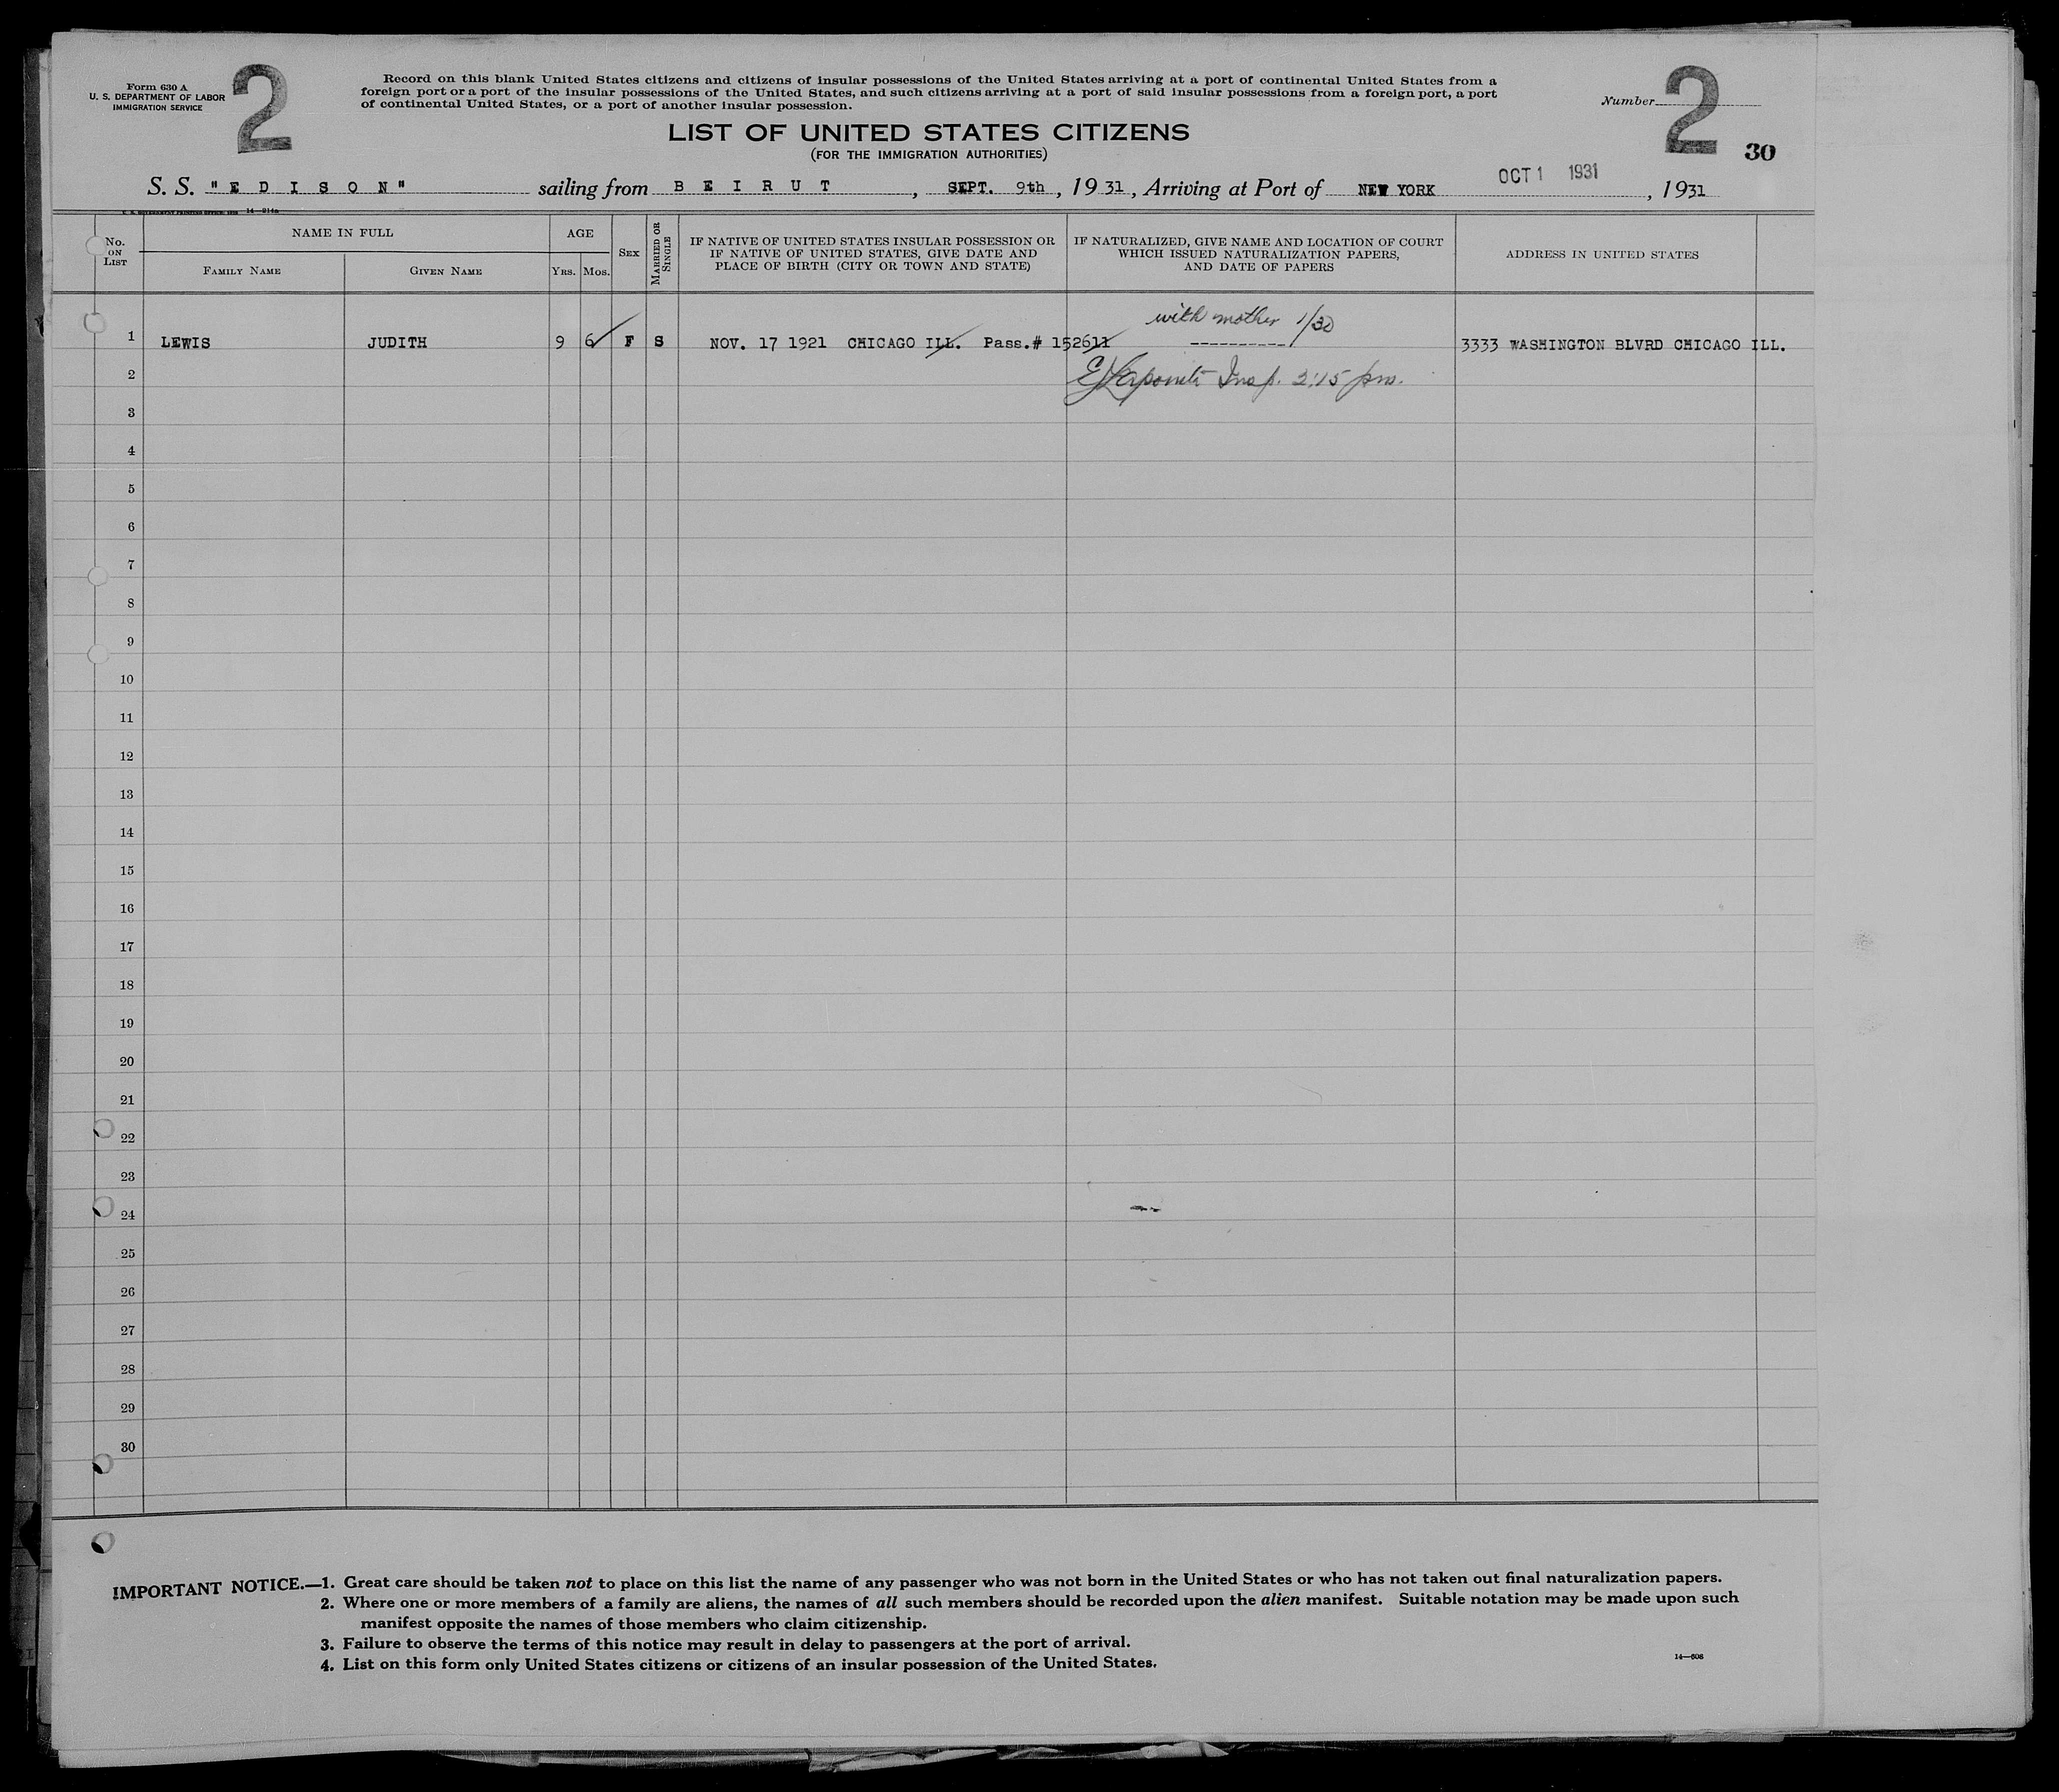 Form 630 A
U. S. DEPARTMENT OF LABOR
IMMIGRATION SERVICE
2
Record on this blank United States citizens and citizens of insular possessions of the United States arriving at a port of continental United States from a
foreign port or a port of the insular possessions of the United States, and such citizens arriving at a port of said insular possessions from a foreign port, a port
of continental United States, or a port of another insular possession.
Number 2
30
LIST OF UNITED STATES CITIZENS
(FOR THE IMMIGRATION AUTHORITIES)
S. S. "EDISON" sailing from BEIRUT, SEPT. 9th, 1931, Arriving at Port of NEW YORK OCT 1 1931, 1931
U. S. GOVERNMENT PRINTING OFFICE 14—214a
No. ON LIST
NAME IN FULL
FAMILY NAME
GIVEN NAME
AGE
YRS. MOS.
SEX
MARRIED OR SINGLE
IF NATIVE OF UNITED STATES INSULAR POSSESSION OR
IF NATIVE OF UNITED STATES, GIVE DATE AND
PLACE OF BIRTH (CITY OR TOWN AND STATE)
IF NATURALIZED, GIVE NAME AND LOCATION OF COURT
WHICH ISSUED NATURALIZATION PAPERS,
AND DATE OF PAPERS
ADDRESS IN UNITED STATES
with mother 1/30
1 LEWIS JUDITH 9 6 F S NOV. 17 1921 CHICAGO ILL. Pass.# 152611 ---------- 3333 WASHINGTON BLVRD CHICAGO ILL.
2 Insp. 2:15 pm.
3
4
5
6
7
8
9
10
11
12
13
14
15
16
17
18
19
20
21
22
23
24
25
26
27
28
29
30
IMPORTANT NOTICE.—1. Great care should be taken not to place on this list the name of any passenger who was not born in the United States or who has not taken out final naturalization papers.
2. Where one or more members of a family are aliens, the names of all such members should be recorded upon the alien manifest. Suitable notation may be made upon such
manifest opposite the names of those members who claim citizenship.
3. Failure to observe the terms of this notice may result in delay to passengers at the port of arrival.
4. List on this form only United States citizens or citizens of an insular possession of the United States.
14—608